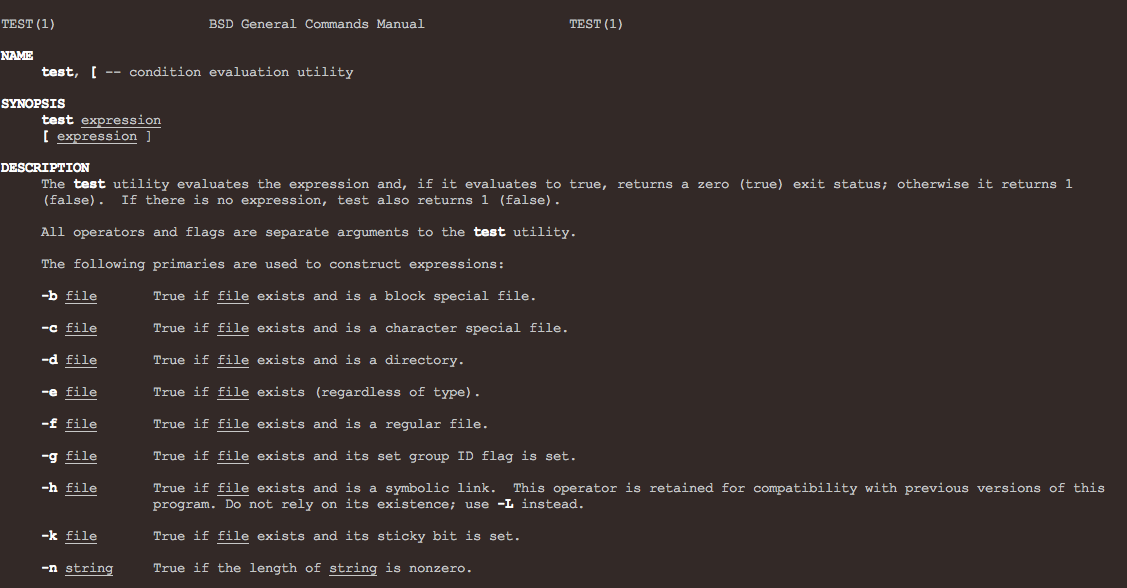 TEST(1) BSD General Commands Manual TEST(1)
NAME
test, [ -- condition evaluation utility
SYNOPSIS
test expression
[ expression ]
DESCRIPTION
The test utility evaluates the expression and, if it evaluates to true, returns a zero (true) exit status; otherwise it returns 1
(false). If there is no expression, test also returns 1 (false).
All operators and flags are separate arguments to the test utility.
The following primaries are used to construct expressions:
-b file True if file exists and is a block special file.
-c file True if file exists and is a character special file.
-d file True if file exists and is a directory.
-e file True if file exists (regardless of type).
-f file True if file exists and is a regular file.
-g file True if file exists and its set group ID flag is set.
-h file True if file exists and is a symbolic link. This operator is retained for compatibility with previous versions of this
program. Do not rely on its existence; use -L instead.
-k file True if file exists and its sticky bit is set.
-n string True if the length of string is nonzero.